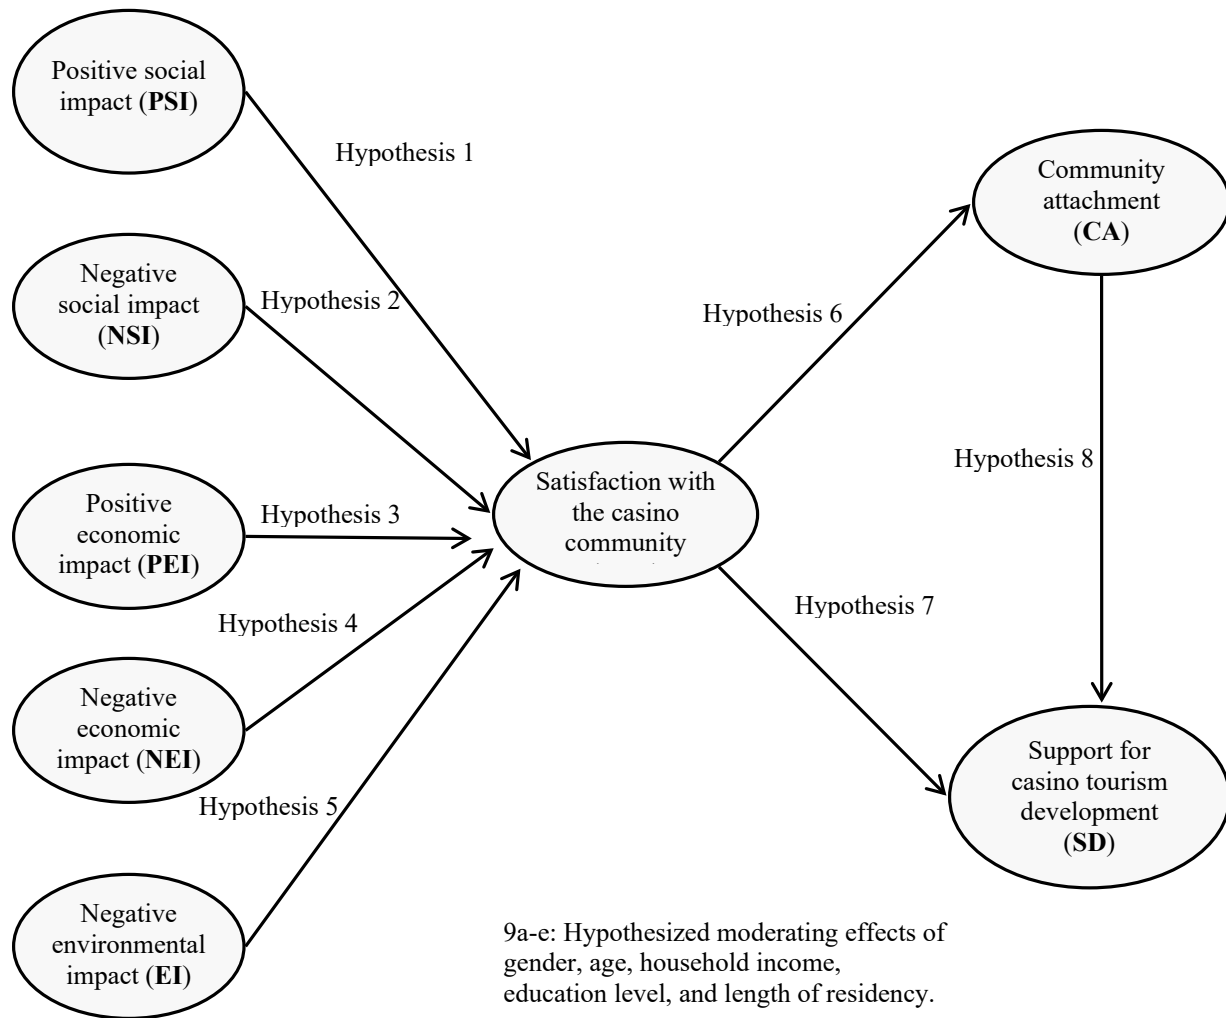 Positive social
impact (PSI)
Hypothesis 1
Negative
social impact
(NSI)
Hypothesis 2
Positive
economic
impact (PEI)
Hypothesis 3
Negative
economic
impact (NEI)
Hypothesis 4
Negative
environmental
impact (EI)
Hypothesis 5
Satisfaction with
the casino
community
Hypothesis 6
Hypothesis 7
Community
attachment
(CA)
Hypothesis 8
Support for
casino tourism
development
(SD)
9a-e: Hypothesized moderating effects of
gender, age, household income,
education level, and length of residency.